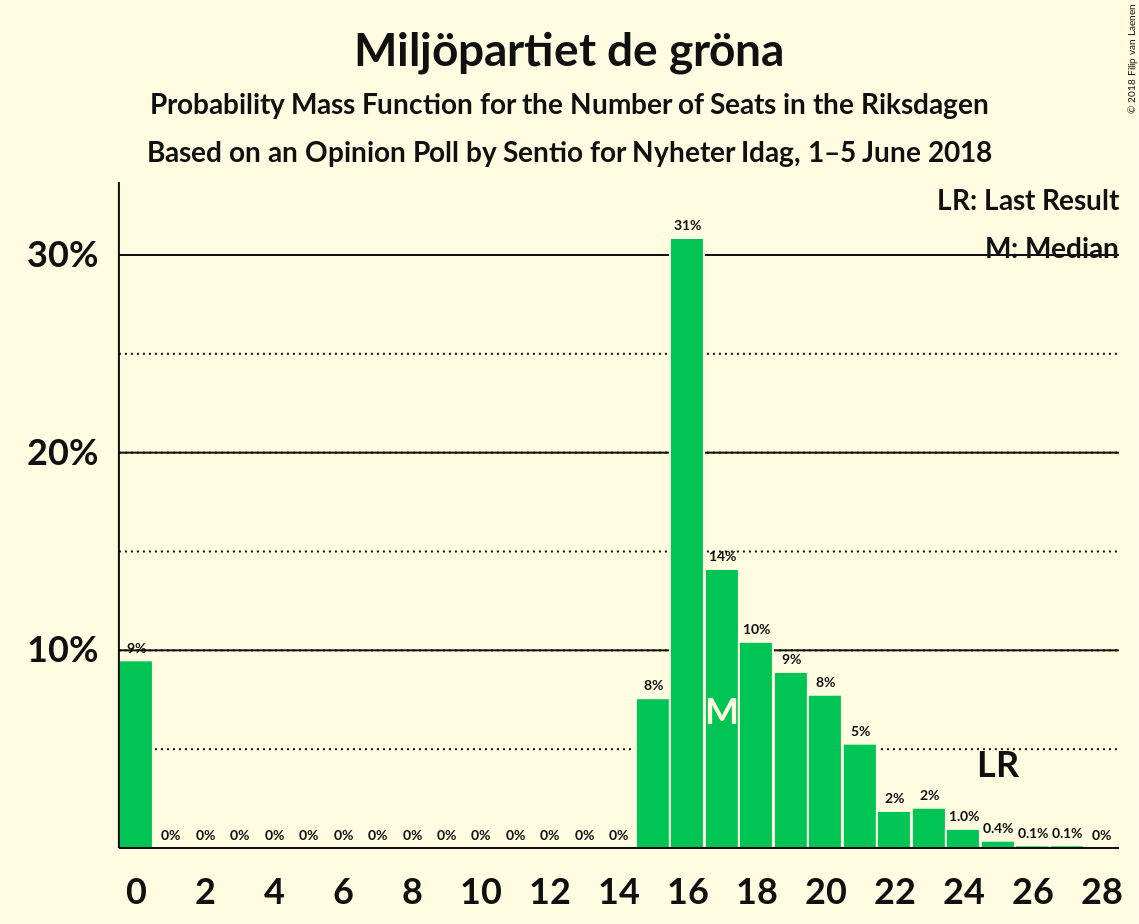 Miljöpartiet de gröna
Probability Mass Function for the Number of Seats in the Riksdagen
Based on an Opinion Poll by Sentio for Nyheter Idag, 1–5 June 2018
© 2018 Filip van Laenen
LR: Last Result
M: Median
30%
20%
10%
9%
0% 0% 0% 0% 0% 0% 0% 0% 0% 0% 0% 0% 0% 0%
8%
31%
14%
10%
9%
8%
5%
2%
2%
1.0%
0.4%
0.1%
0.1%
0%
M
LR
0 2 4 6 8 10 12 14 16 18 20 22 24 26 28